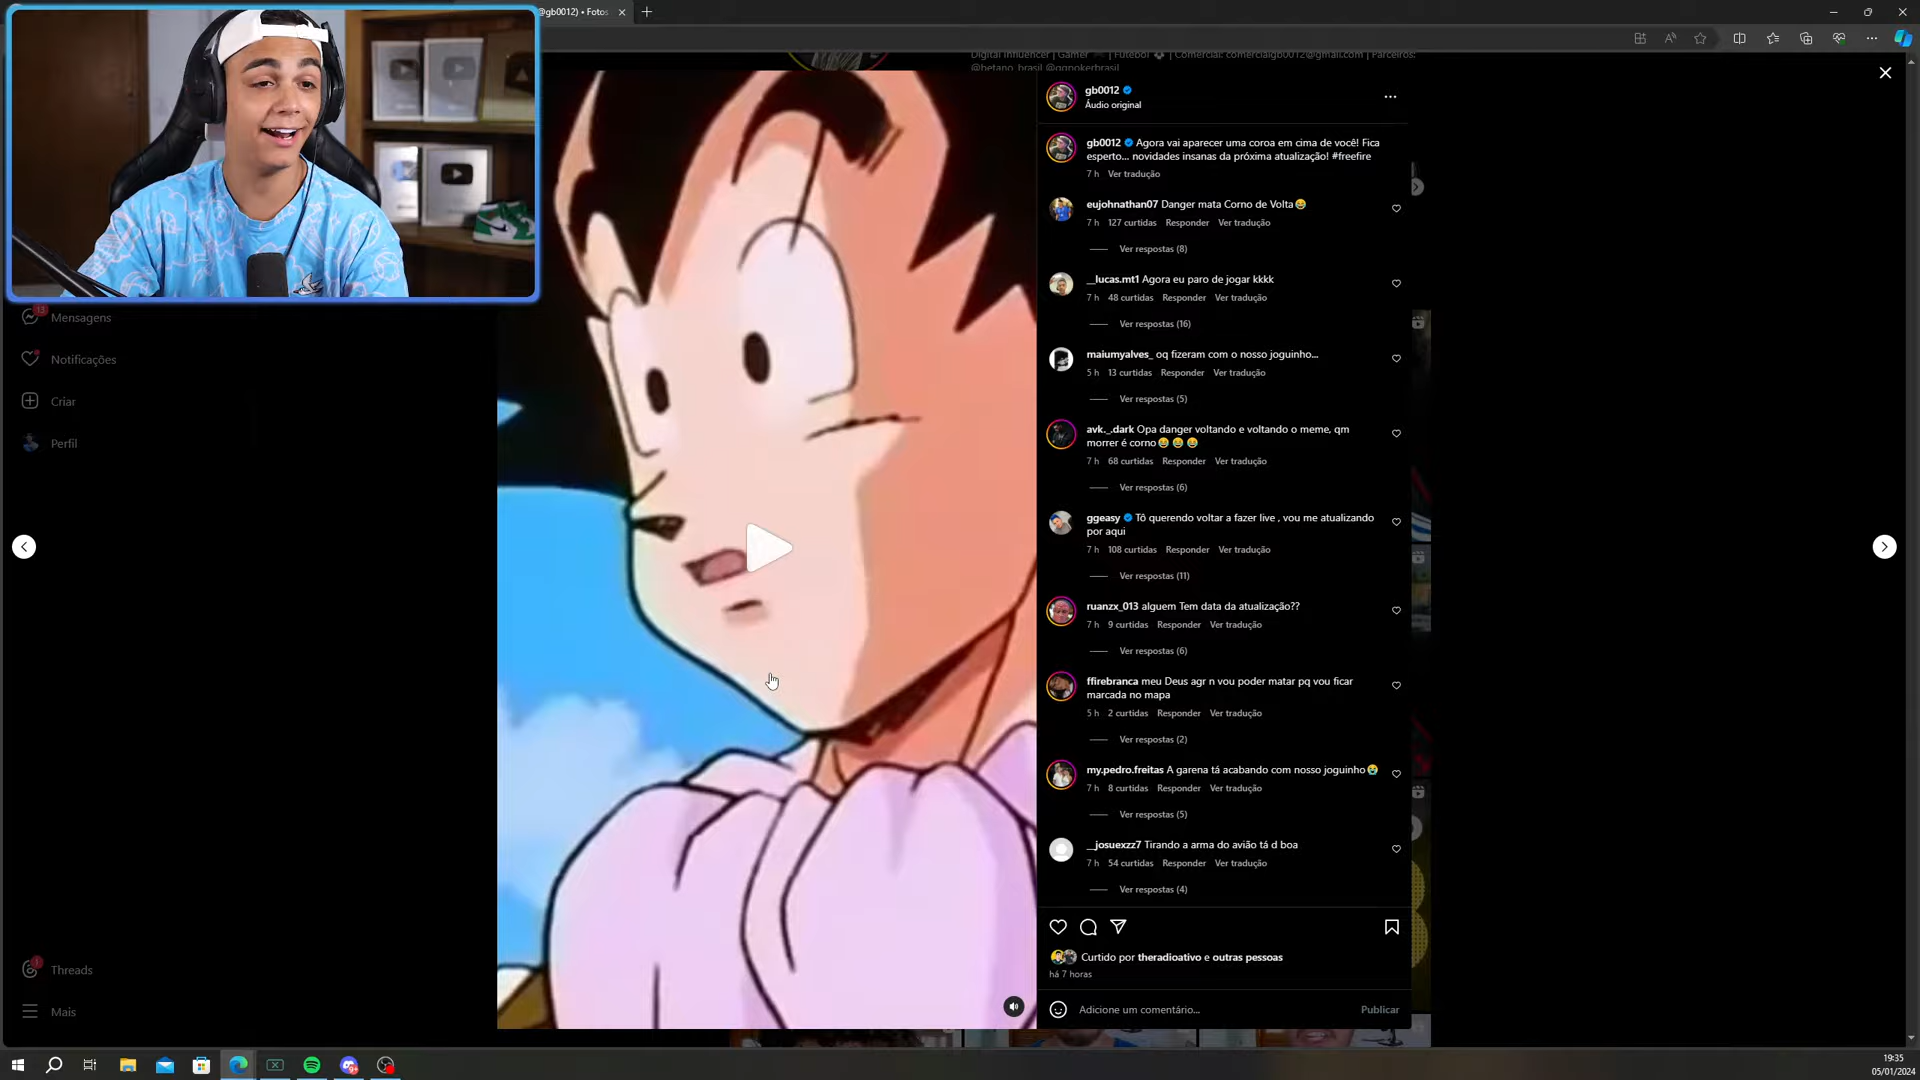 @gb0012) • Fotos
Digital Influencer | Gamer | Futebol | Comercial: comercialgb0012@gmail.com | Parceiros:
@betano_brasil @ggpokerbrasil
gb0012
Áudio original
gb0012 Agora vai aparecer uma coroa em cima de você! Fica
esperto... novidades insanas da próxima atualização! #freefire
7 h Ver tradução
eujohnathan07 Danger mata Corno de Volta😂
7 h 127 curtidas Responder Ver tradução
Ver respostas (8)
__lucas.mt1 Agora eu paro de jogar kkkk
7 h 48 curtidas Responder Ver tradução
Ver respostas (16)
maiumyalves_ oq fizeram com o nosso joguinho...
5 h 13 curtidas Responder Ver tradução
Ver respostas (5)
avk._.dark Opa danger voltando e voltando o meme, qm
morrer é corno😂 😂 😂
7 h 68 curtidas Responder Ver tradução
Ver respostas (6)
ggeasy Tô querendo voltar a fazer live , vou me atualizando
por aqui
7 h 108 curtidas Responder Ver tradução
Ver respostas (11)
ruanzx_013 alguem Tem data da atualização??
7 h 9 curtidas Responder Ver tradução
Ver respostas (6)
ffirebranca meu Deus agr n vou poder matar pq vou ficar
marcada no mapa
5 h 2 curtidas Responder Ver tradução
Ver respostas (2)
my.pedro.freitas A garena tá acabando com nosso joguinho😭
7 h 8 curtidas Responder Ver tradução
Ver respostas (5)
__josuexzz7 Tirando a arma do avião tá d boa
7 h 54 curtidas Responder Ver tradução
Ver respostas (4)
Curtido por theradioativo e outras pessoas
há 7 horas
Adicione um comentário...
Publicar
13
Mensagens
Notificações
Criar
Perfil
1
Threads
Mais
19:35
05/01/2024